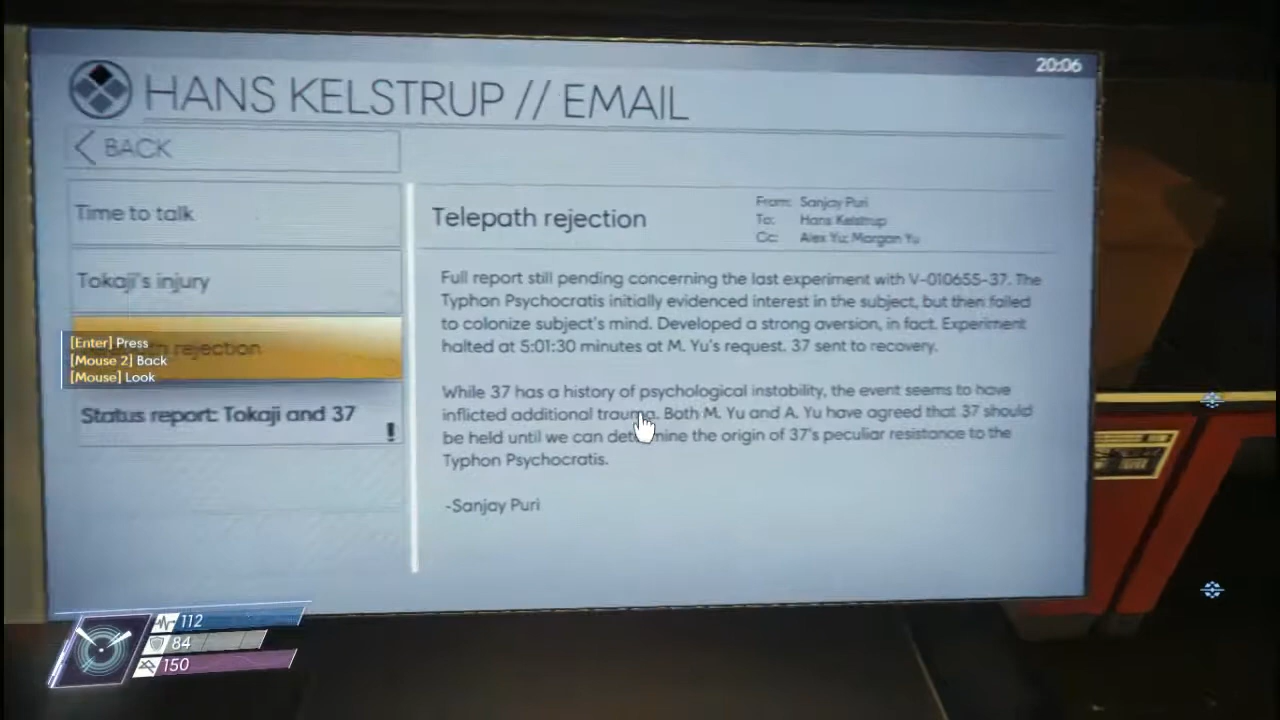 20:06
HANS KELSTRUP // EMAIL
BACK
Time to talk
Tokaji's injury
rejection
Status report: Tokaji and 37
!
[Enter] Press
[Mouse 2] Back
[Mouse] Look
Telepath rejection
From: Sanjay Puri
To: Hans Kelstrup
Cc: Alex Yu; Morgan Yu
Full report still pending concerning the last experiment with V-010655-37. The
Typhon Psychocratis initially evidenced interest in the subject, but then failed
to colonize subject's mind. Developed a strong aversion, in fact. Experiment
halted at 5:01:30 minutes at M. Yu's request. 37 sent to recovery.
While 37 has a history of psychological instability, the event seems to have
inflicted additional trauma. Both M. Yu and A. Yu have agreed that 37 should
be held until we can determine the origin of 37's peculiar resistance to the
Typhon Psychocratis.
-Sanjay Puri
112
84
150